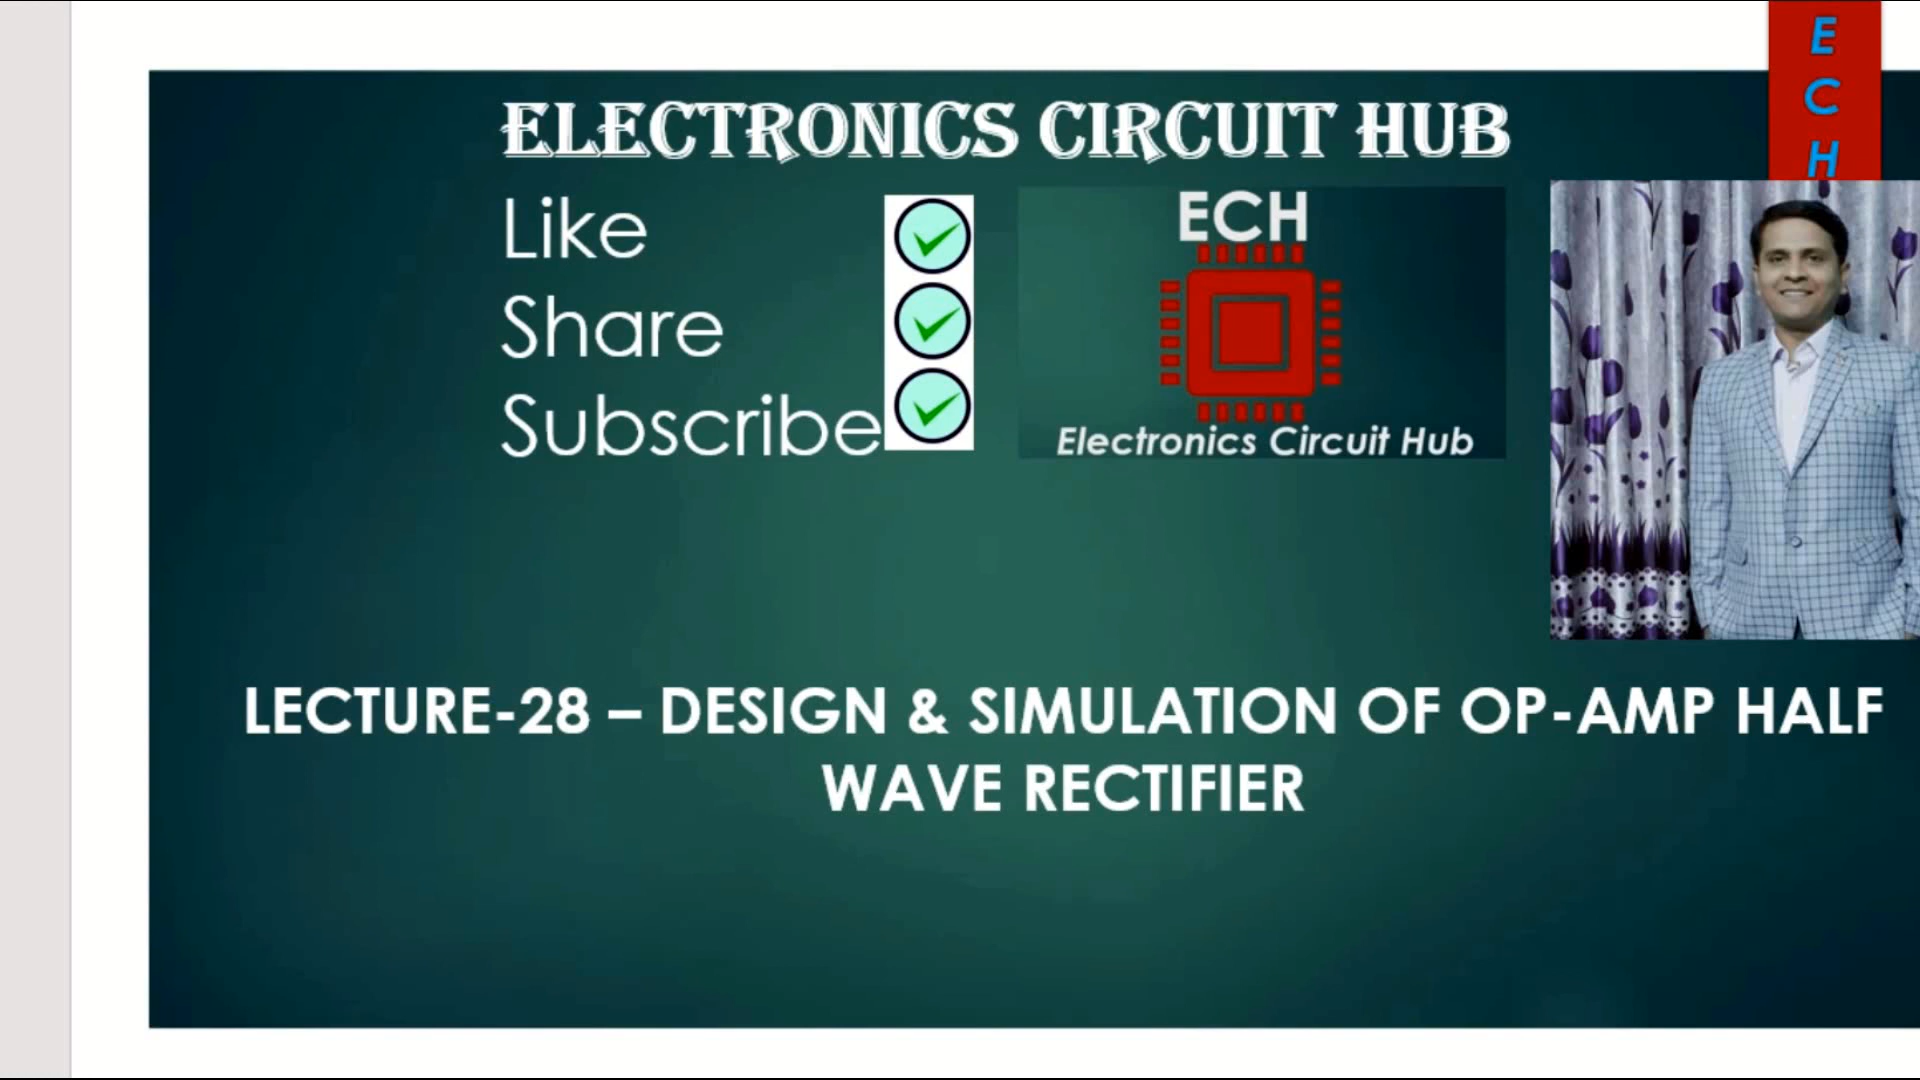 E
C
H
ELECTRONICS CIRCUIT HUB
Like
Share
Subscribe
ECH
Electronics Circuit Hub
LECTURE-28 – DESIGN & SIMULATION OF OP-AMP HALF
WAVE RECTIFIER